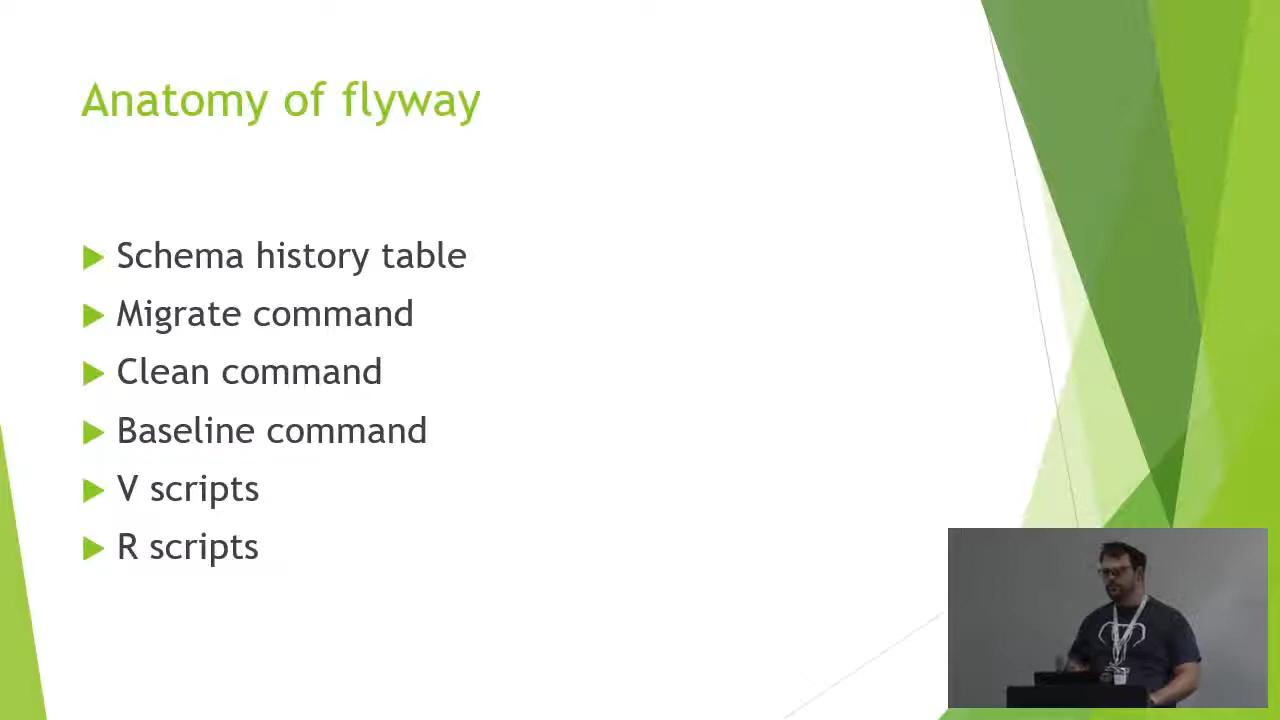 Anatomy of flyway
Schema history table
Migrate command
Clean command
Baseline command
V scripts
R scripts